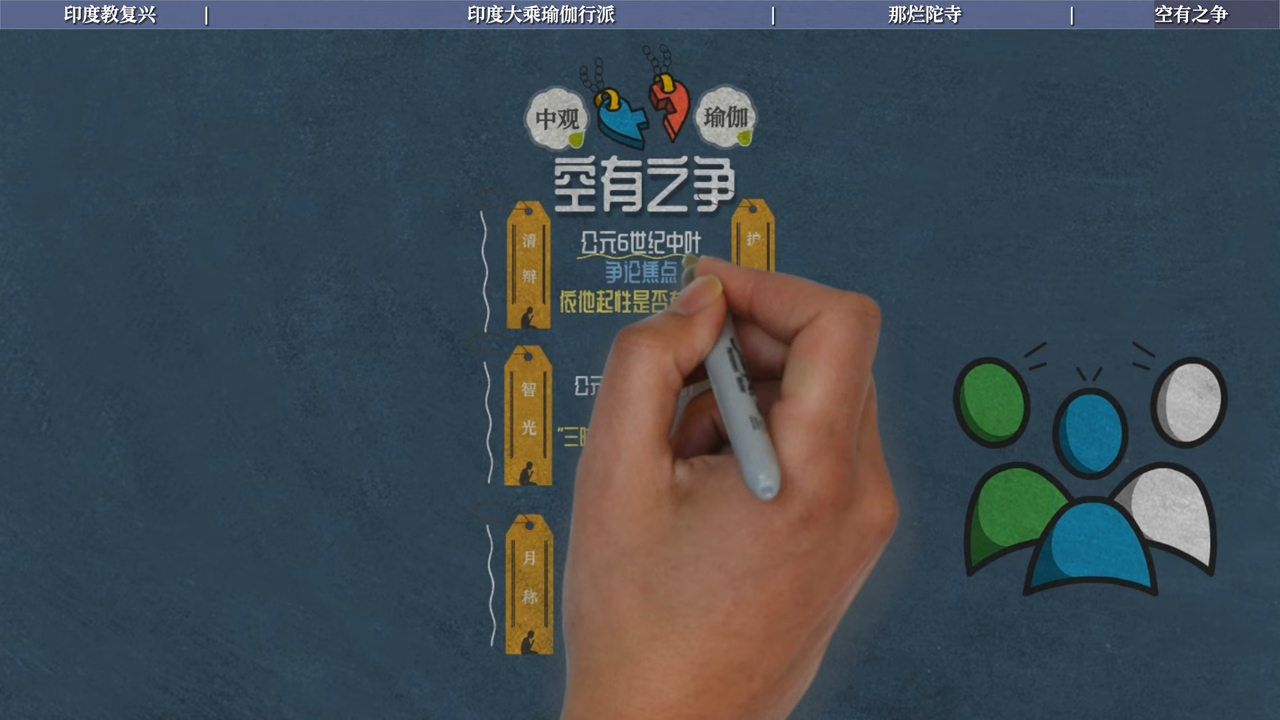 印度教复兴 | 印度大乘瑜伽行派 | 那烂陀寺 | 空有之争
中观
瑜伽
空有之争
清辩
公元6世纪中叶
争论焦点
依他起性是否
护
智光
公元
"三
月称